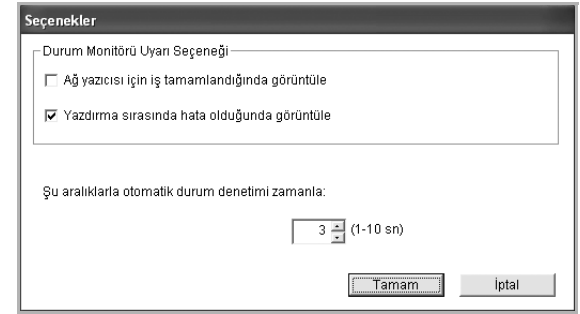 Seçenekler
Durum Monitörü Uyarı Seçeneği
Ağ yazıcısı için iş tamamlandığında görüntüle
Yazdırma sırasında hata olduğunda görüntüle
Şu aralıklarla otomatik durum denetimi zamanla:
3 (1-10 sn)
Tamam İptal